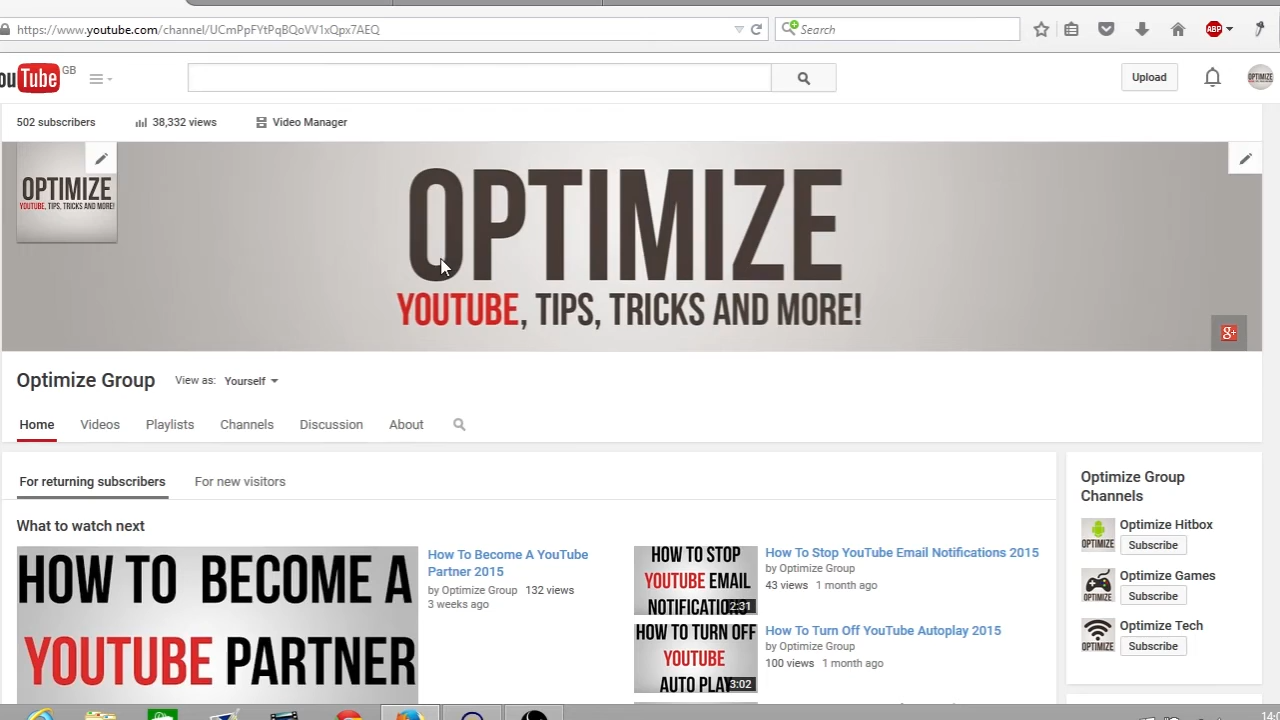 https://www.youtube.com/channel/UCmPpFYtPqBQoVV1xQpx7AEQ
Search
ABP
ouTube GB
Upload
OPTIMIZE
502 subscribers
38,332 views
Video Manager
OPTIMIZE
YOUTUBE, TIPS, TRICKS AND MORE!
OPTIMIZE
YOUTUBE, TIPS, TRICKS AND MORE!
g+
Optimize Group
View as: Yourself
Home
Videos
Playlists
Channels
Discussion
About
For returning subscribers
For new visitors
What to watch next
HOW TO BECOME A
YOUTUBE PARTNER
How To Become A YouTube
Partner 2015
by Optimize Group 132 views
3 weeks ago
HOW TO STOP
YOUTUBE EMAIL
NOTIFICATIONS
2:31
How To Stop YouTube Email Notifications 2015
by Optimize Group
43 views 1 month ago
HOW TO TURN OFF
YOUTUBE
AUTO PLAY
3:02
How To Turn Off YouTube Autoplay 2015
by Optimize Group
100 views 1 month ago
Optimize Group
Channels
OPTIMIZE
Optimize Hitbox
Subscribe
OPTIMIZE
Optimize Games
Subscribe
OPTIMIZE
Optimize Tech
Subscribe